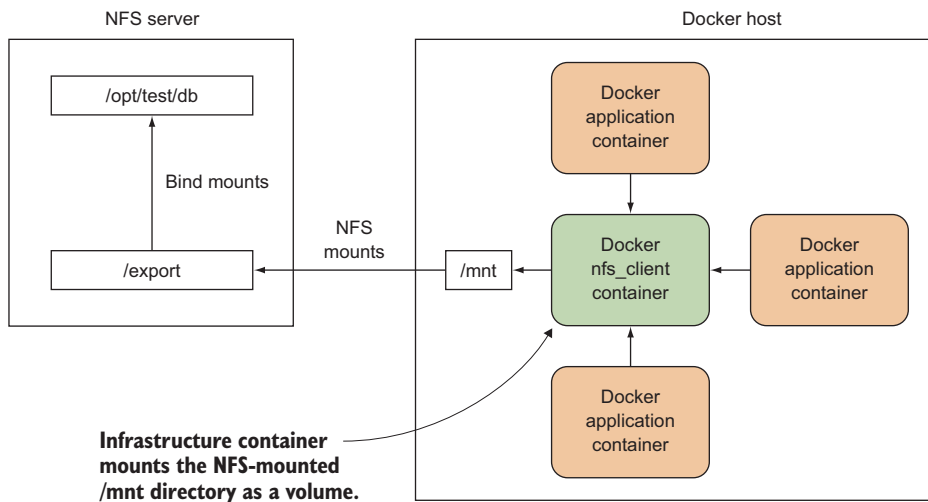 NFS server
Docker host
/opt/test/db
Bind mounts
/export
NFS
mounts
/mnt
Docker
application
container
Docker
nfs_client
container
Docker
application
container
Docker
application
container
Infrastructure container
mounts the NFS-mounted
/mnt directory as a volume.